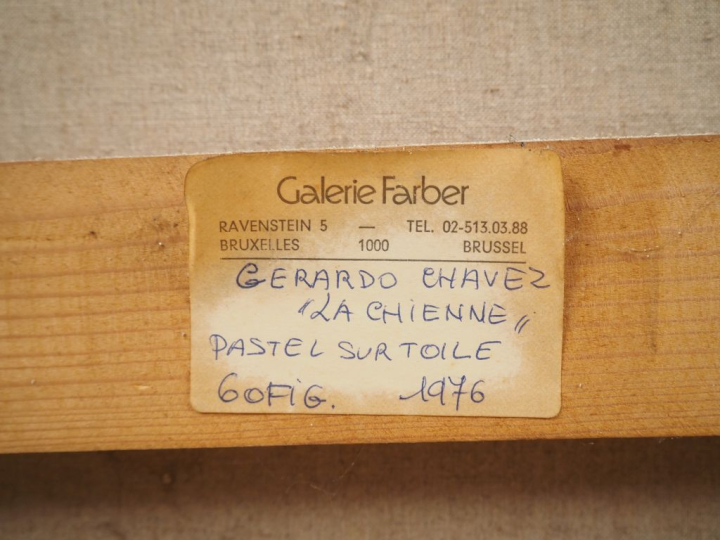 Galerie Farber
RAVENSTEIN 5 — TEL. 02-513.03.88
BRUXELLES 1000 BRUSSEL
GERARDO CHAVEZ
"LA CHIENNE"
PASTEL SUR TOILE
60FiG. 1976